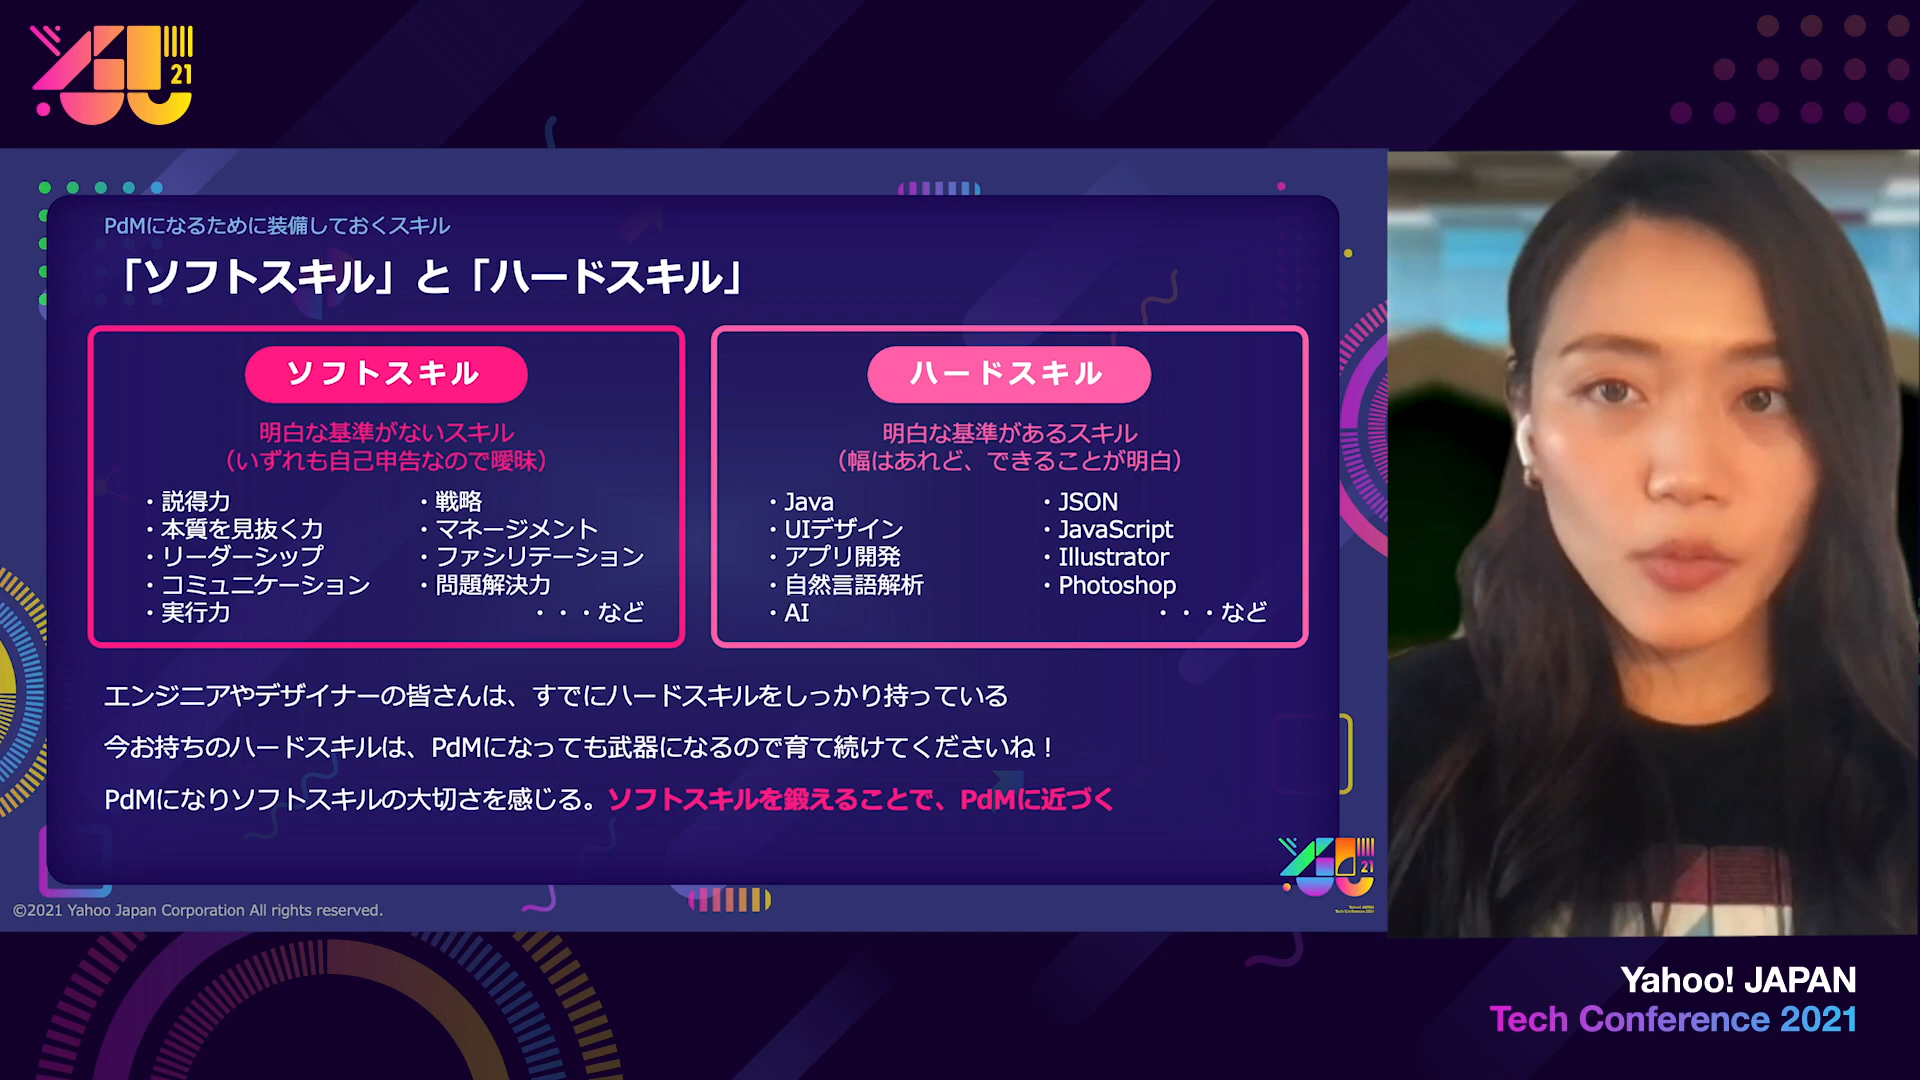 21
PdMになるために装備しておくスキル
「ソフトスキル」と「ハードスキル」
ソフトスキル
明白な基準がないスキル
（いずれも自己申告なので曖昧）
・説得力
・本質を見抜く力
・リーダーシップ
・コミュニケーション
・実行力
・戦略
・マネージメント
・ファシリテーション
・問題解決力
・・・など
ハードスキル
明白な基準があるスキル
（幅はあれど、できることが明白）
・Java
・UIデザイン
・アプリ開発
・自然言語解析
・AI
・JSON
・JavaScript
・Illustrator
・Photoshop
・・・など
エンジニアやデザイナーの皆さんは、すでにハードスキルをしっかり持っている
今お持ちのハードスキルは、PdMになっても武器になるので育て続けてくださいね！
PdMになりソフトスキルの大切さを感じる。ソフトスキルを鍛えることで、PdMに近づく
21
Yahoo! JAPAN
Tech Conference 2021
©2021 Yahoo Japan Corporation All rights reserved.
Yahoo! JAPAN
Tech Conference 2021